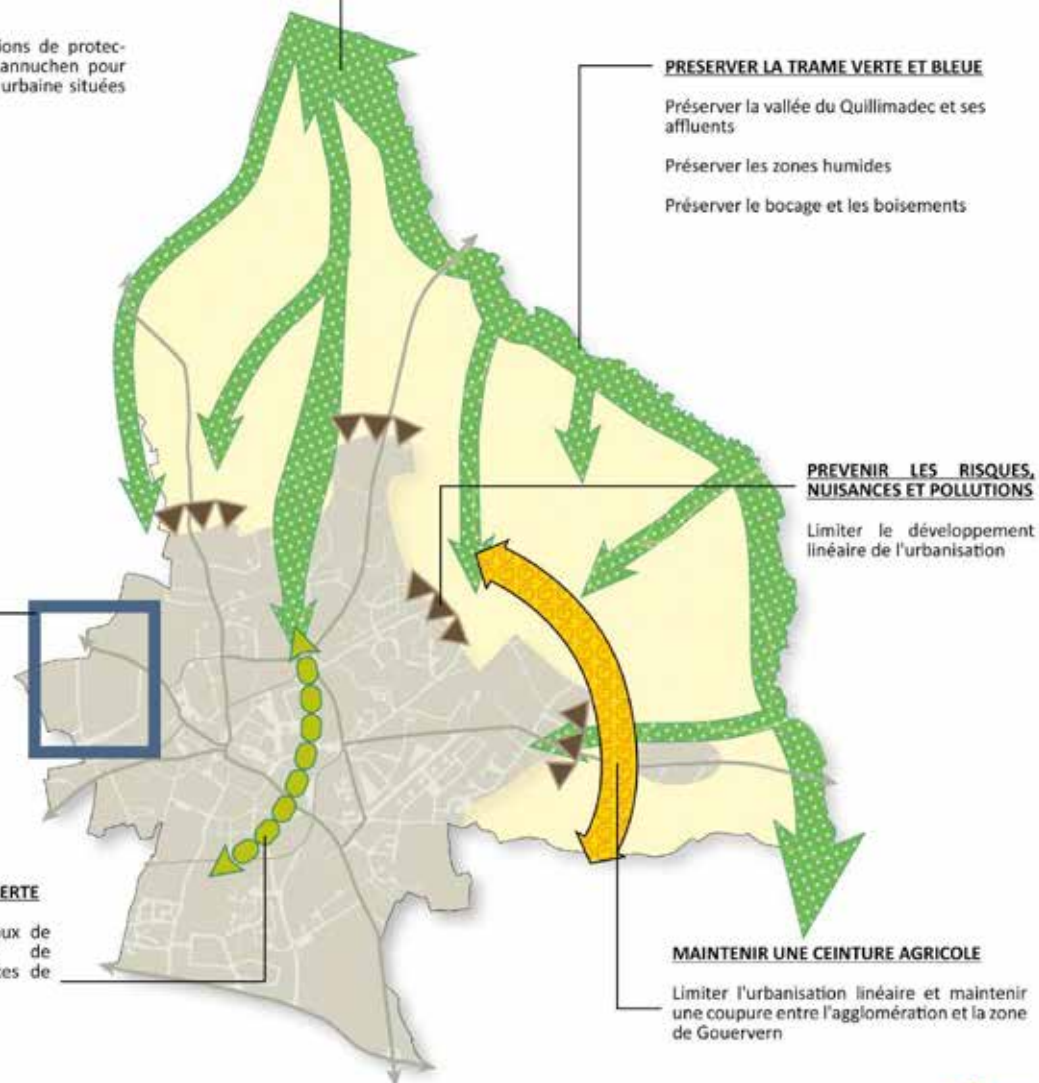 ions de protec-
annuchen pour
urbaine situées
PRESERVER LA TRAME VERTE ET BLEUE
Préserver la vallée du Quillimadec et ses
affluents
Préserver les zones humides
Préserver le bocage et les boisements
PREVENIR LES RISQUES,
NUISANCES ET POLLUTIONS
Limiter le développement
linéaire de l'urbanisation
ERTE
ux de
de
es de
MAINTENIR UNE CEINTURE AGRICOLE
Limiter l'urbanisation linéaire et maintenir
une coupure entre l'agglomération et la zone
de Gouervern